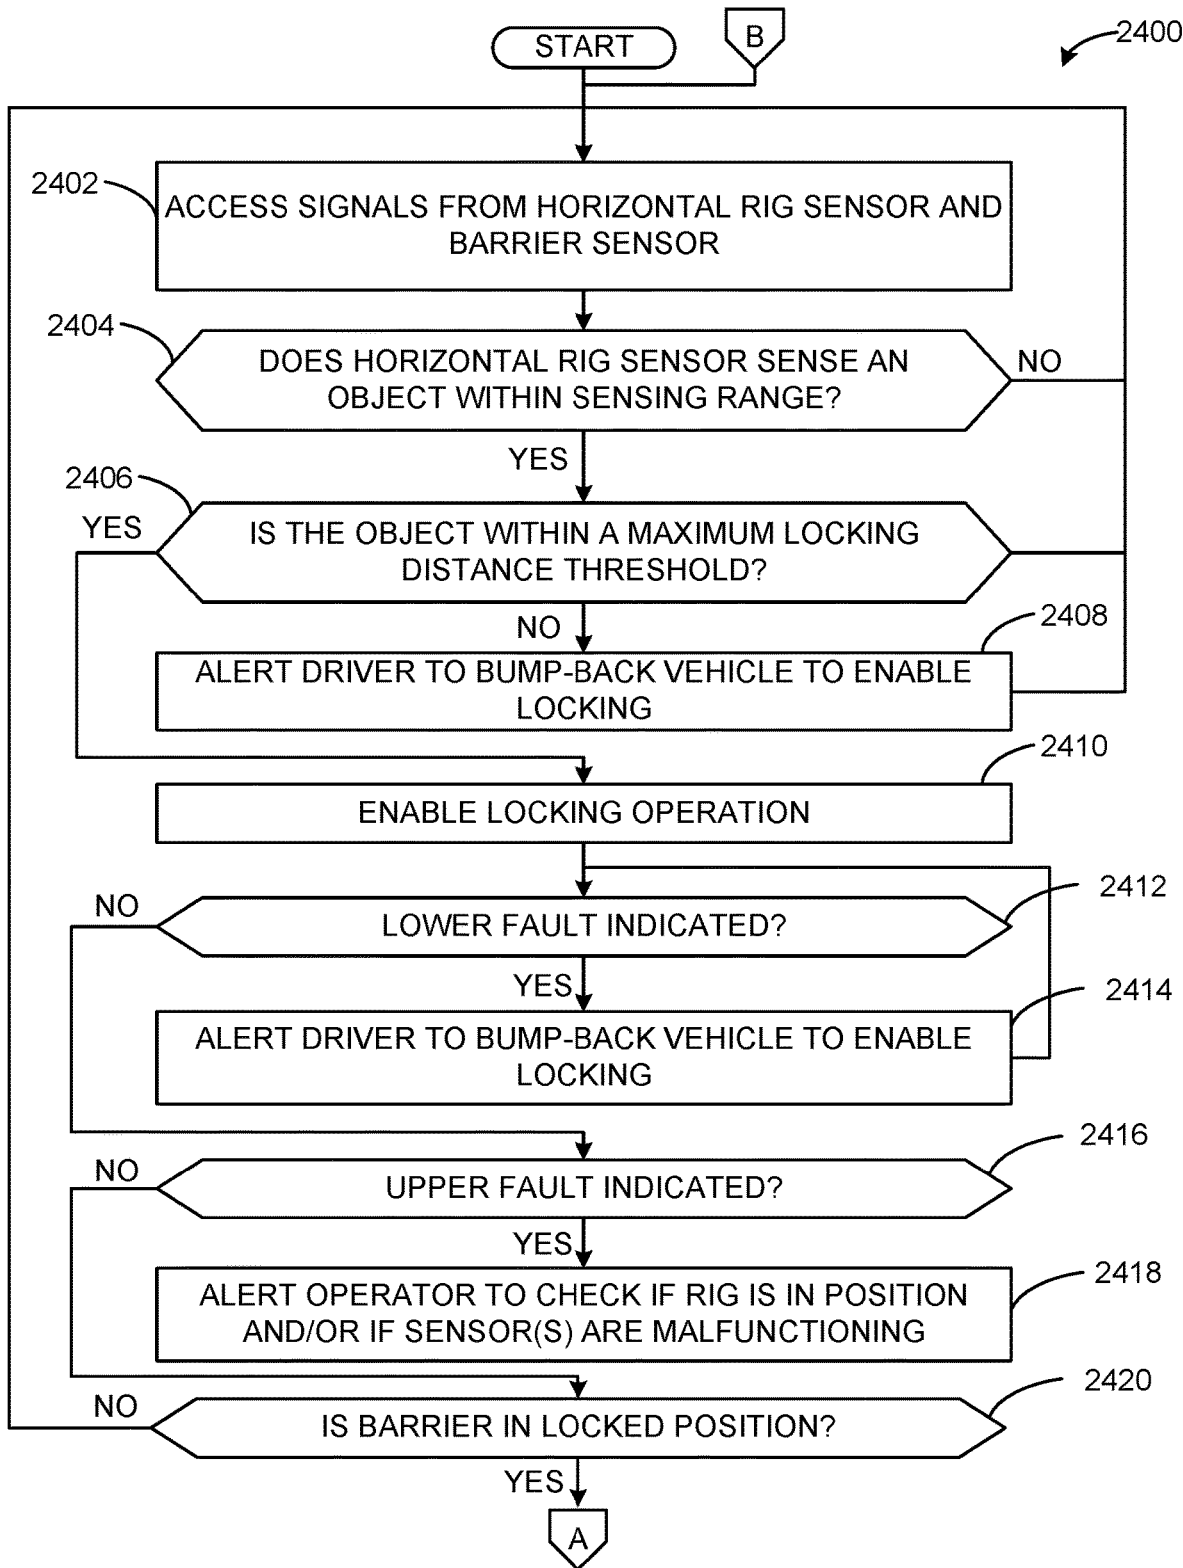 START
B
2400
2402
ACCESS SIGNALS FROM HORIZONTAL RIG SENSOR AND
BARRIER SENSOR
2404
DOES HORIZONTAL RIG SENSOR SENSE AN
OBJECT WITHIN SENSING RANGE?
NO
YES
2406
YES
IS THE OBJECT WITHIN A MAXIMUM LOCKING
DISTANCE THRESHOLD?
NO
2408
ALERT DRIVER TO BUMP-BACK VEHICLE TO ENABLE
LOCKING
2410
ENABLE LOCKING OPERATION
NO
2412
LOWER FAULT INDICATED?
YES
2414
ALERT DRIVER TO BUMP-BACK VEHICLE TO ENABLE
LOCKING
2416
NO
UPPER FAULT INDICATED?
YES
2418
ALERT OPERATOR TO CHECK IF RIG IS IN POSITION
AND/OR IF SENSOR(S) ARE MALFUNCTIONING
2420
NO
IS BARRIER IN LOCKED POSITION?
YES
A